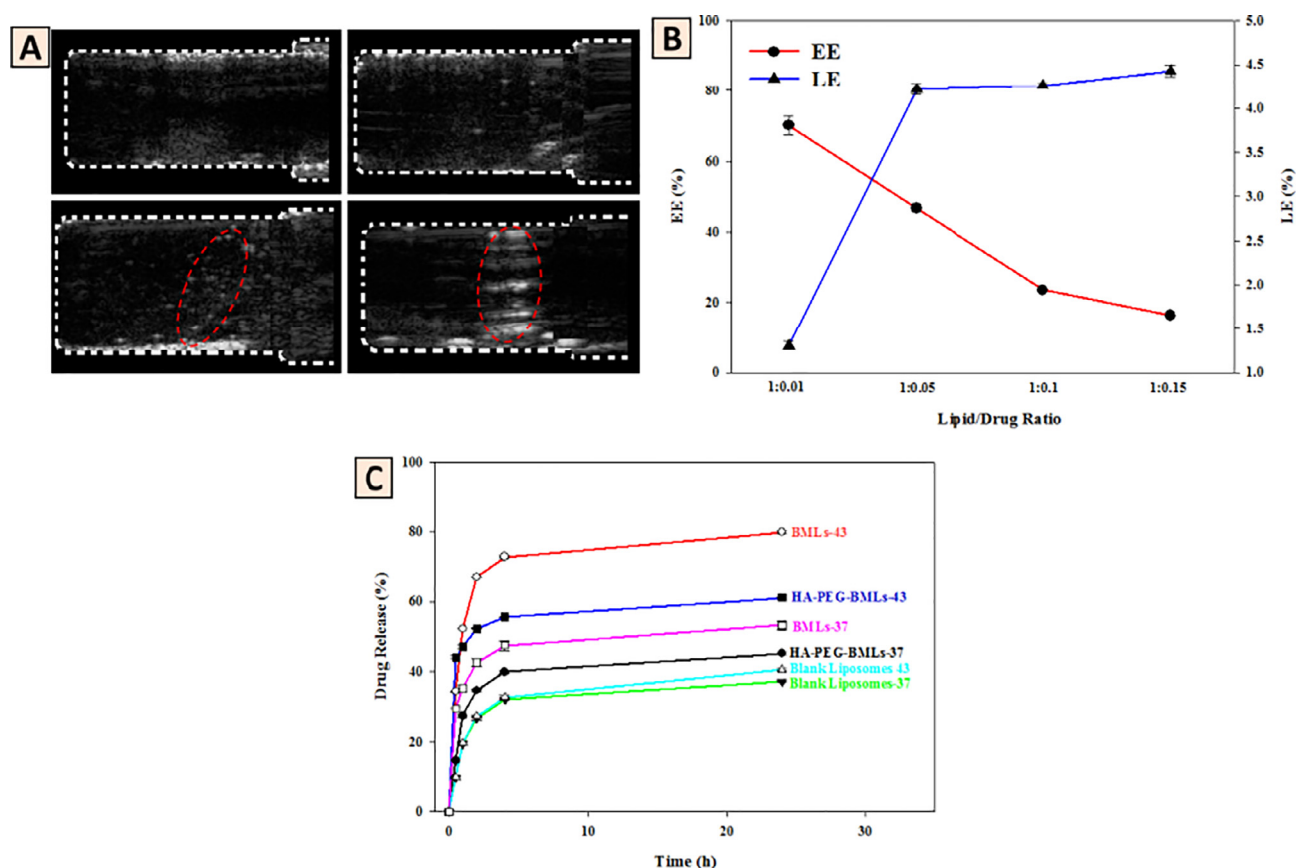 A
B
EE
LE
100
80
60
40
20
0
EE (%)
5.0
4.5
4.0
3.5
3.0
2.5
2.0
1.5
1.0
LE (%)
1:0.01 1:0.05 1:0.1 1:0.15
Lipid/Drug Ratio
C
100
80
60
40
20
0
Drug Release (%)
BMLs-43
HA-PEG-BMLs-43
BMLs-37
HA-PEG-BMLs-37
Blank Liposomes 43
Blank Liposomes-37
0 10 20 30
Time (h)